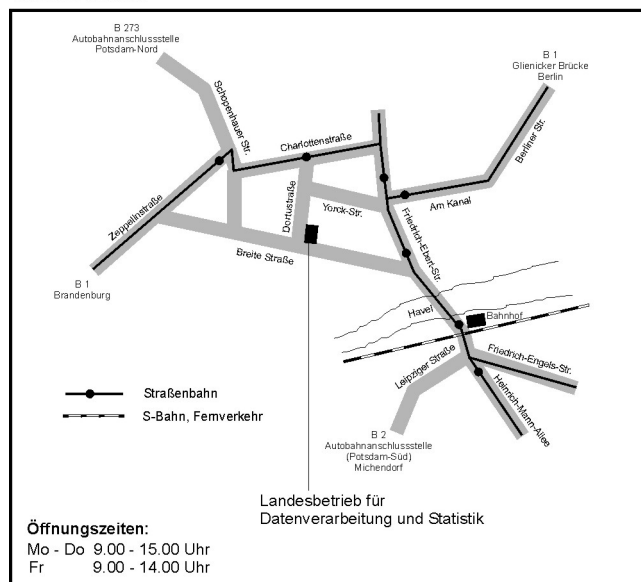 B 273
Autobahnanschlussstelle
Potsdam-Nord
B 1
Glienicker Brücke
Berlin
Schopenhauer Str.
Charlottenstraße
Berliner Str.
Zeppelinstraße
Dortustraße
Yorck-Str.
Am Kanal
Friedrich-Ebert-Str.
Breite Straße
B 1
Brandenburg
Havel
Bahnhof
Leipziger Straße
Friedrich-Engels-Str.
Heinrich-Mann-Allee
Straßenbahn
S-Bahn, Fernverkehr
B 2
Autobahnanschlussstelle
(Potsdam-Süd)
Michendorf
Landesbetrieb für
Datenverarbeitung und Statistik
Öffnungszeiten:
Mo - Do 9.00 - 15.00 Uhr
Fr 9.00 - 14.00 Uhr